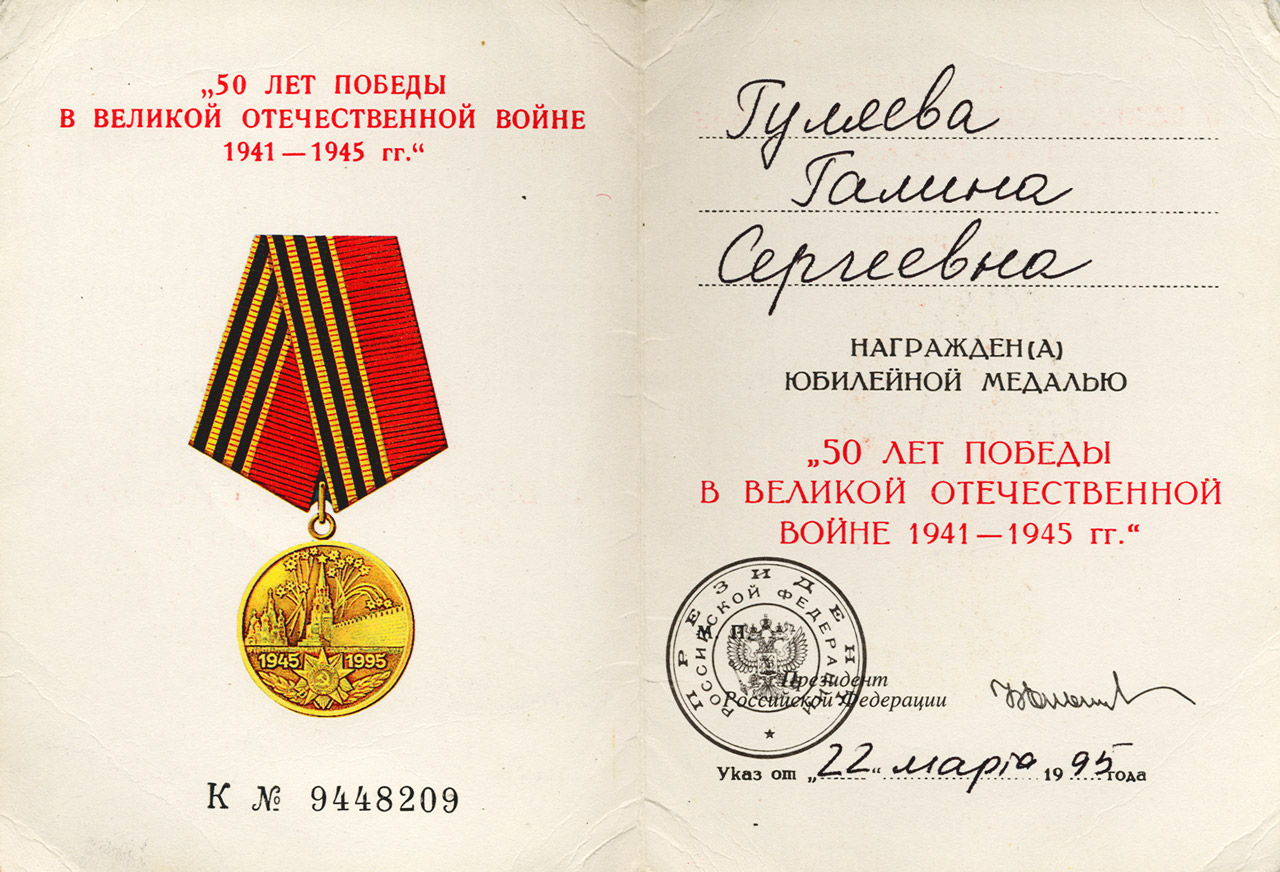 „50 ЛЕТ ПОБЕДЫ
В ВЕЛИКОЙ ОТЕЧЕСТВЕННОЙ ВОЙНЕ
1941 — 1945 гг.“
1945 1995
К № 9448209
Гуляева
Галина
Сергеевна
НАГРАЖДЕН(А)
ЮБИЛЕЙНОЙ МЕДАЛЬЮ
„50 ЛЕТ ПОБЕДЫ
В ВЕЛИКОЙ ОТЕЧЕСТВЕННОЙ
ВОЙНЕ 1941 — 1945 гг.“
ПРЕЗИДЕНТ
РОССИЙСКОЙ ФЕДЕРАЦИИ
М. П.
Президент
Российской Федерации
Указ от „22“ марта 1995 года